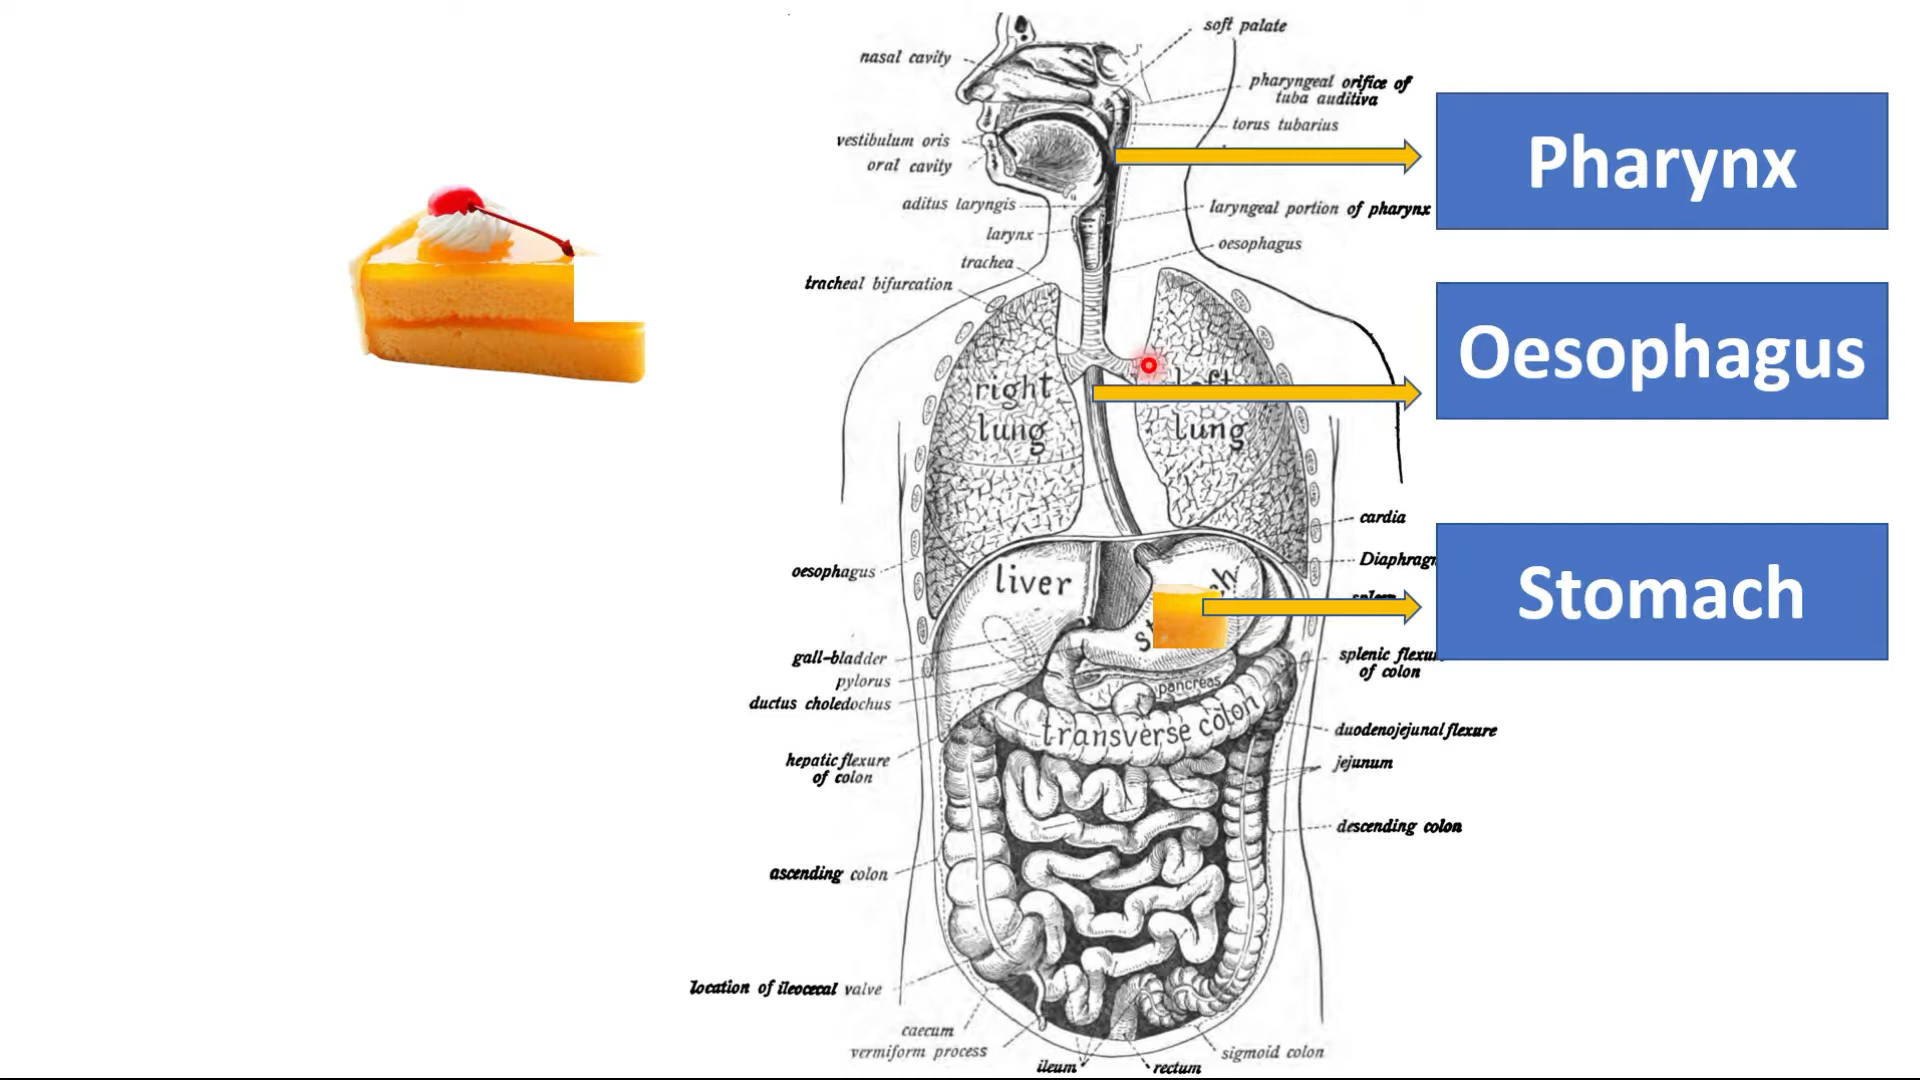 soft palate
nasal cavity
pharyngeal orifice of
tuba auditiva
torus tubarius
vestibulum oris
oral cavity
Pharynx
aditus laryngis
laryngeal portion of pharynx
larynx
oesophagus
trachea
tracheal bifurcation
Oesophagus
right
lung
left
lung
cardia
Diaphragm
oesophagus
liver
Stomach
spleen
gall-bladder
pylorus
ductus choledochus
splenic flexure
of colon
pancreas
transverse colon
duodenojejunal flexure
hepatic flexure
of colon
jejunum
descending colon
ascending colon
location of ileocecal valve
caecum
vermiform process
sigmoid colon
ileum
rectum